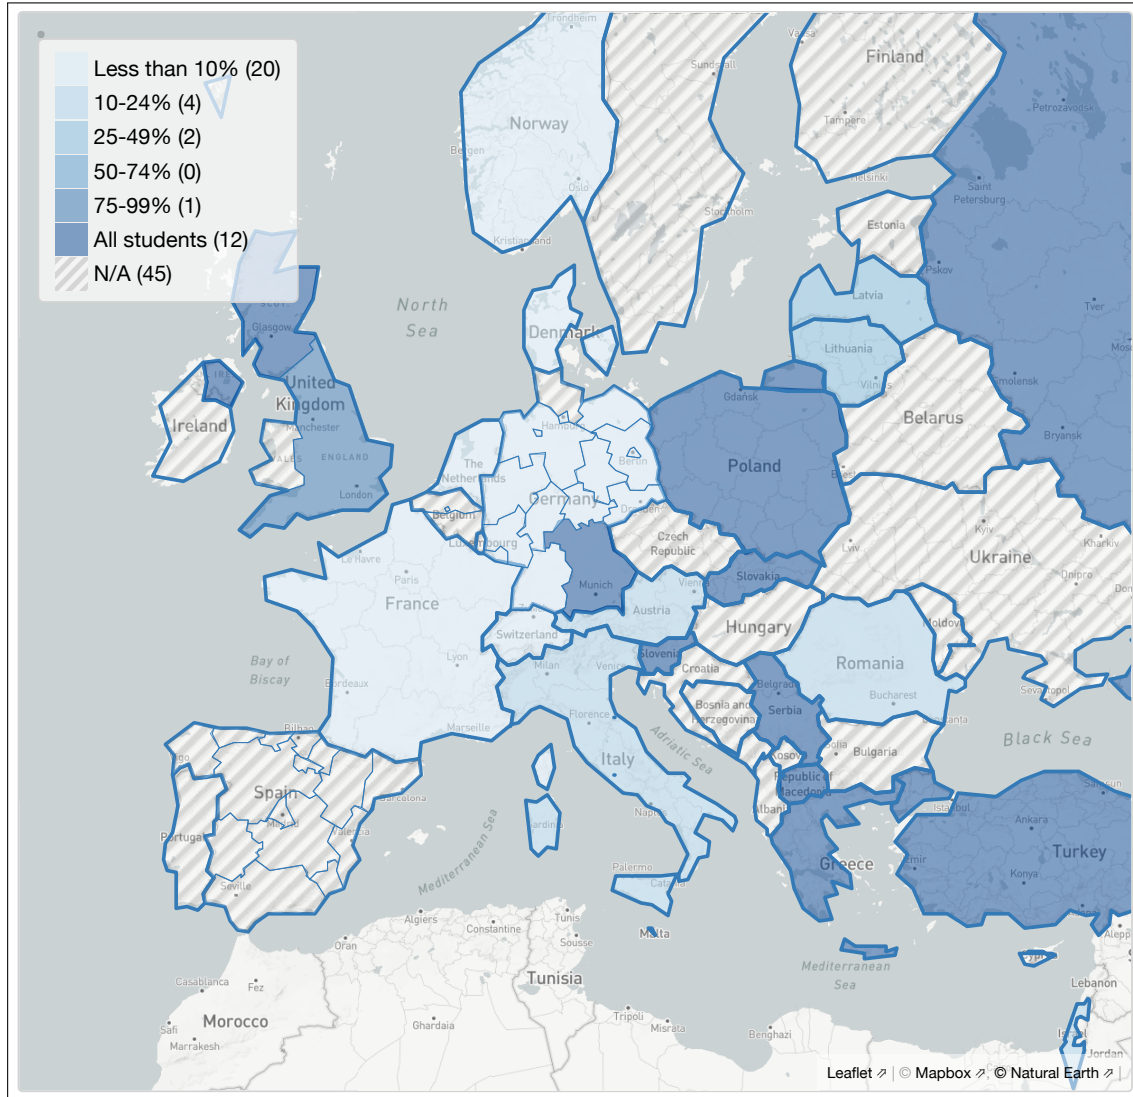 Less than 10% (20)
10-24% (4)
25-49% (2)
50-74% (0)
75-99% (1)
All students (12)
N/A (45)
Trondheim
Vaasa
Finland
Sundsvall
Petrozavodsk
Norway
Tampere
Bergen
Helsinki
Oslo
Saint
Petersburg
Stockholm
Estonia
Kristiansand
Pskov
North
Sea
Latvia
Tver
Glasgow
Denmark
Lithuania
Smolensk
Vilnius
United
Kingdom
Gdańsk
Belarus
Ireland
Manchester
Hamburg
Bryansk
WALES
ENGLAND
The
Netherlands
Berlin
Poland
Brest
London
Germany
Belgium
Dresden
Kyiv
Luxembourg
Czech
Republic
Lviv
Kharkiv
Le Havre
Ukraine
Paris
Slovakia
Dnipro
France
Munich
Vienna
Austria
Hungary
Moldova
Switzerland
Lyon
Milan
Venice
Slovenia
Croatia
Romania
Bay of
Biscay
Bordeaux
Belgrade
Sevastopol
Bucharest
Bosnia and
Herzegovina
Serbia
Florence
Constanța
Marseille
Bilbao
Adriatic Sea
Sofia
Bulgaria
Black Sea
Kosovo
Italy
Republic of
Macedonia
Spain
Barcelona
Samsun
Albania
Istanbul
Naples
Madrid
Ankara
Portugal
Valencia
Sardinia
Turkey
Mediterranean Sea
Greece
Izmir
Palermo
Konya
Seville
Catania
Algiers
Tunis
Constantine
Malta
Oran
Sousse
Cyprus
Mediterranean
Sea
Casablanca
Fez
Tunisia
Lebanon
Tripoli
Safi
Morocco
Ghardaia
Misrata
Benghazi
Israel
Marrakesh
Jordan
Leaflet | © Mapbox , © Natural Earth |